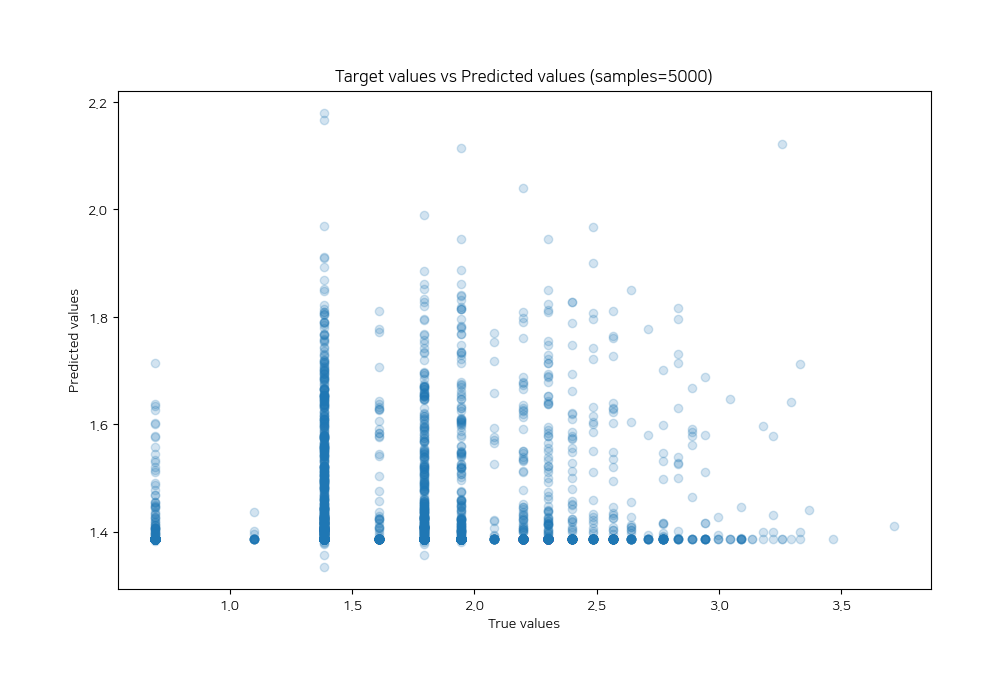 Target values vs Predicted values (samples=5000)
2.2
2.0
1.8
1.6
1.4
Predicted values
1.0 1.5 2.0 2.5 3.0 3.5
True values